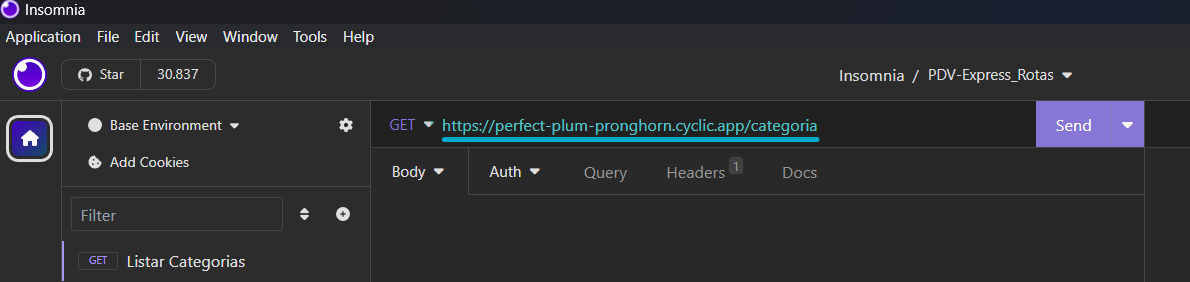 Insomnia
Application File Edit View Window Tools Help
Star 30.837
Insomnia / PDV-Express_Rotas
Base Environment
GET https://perfect-plum-pronghorn.cyclic.app/categoria Send
Add Cookies
Body Auth Query Headers 1 Docs
Filter
GET Listar Categorias